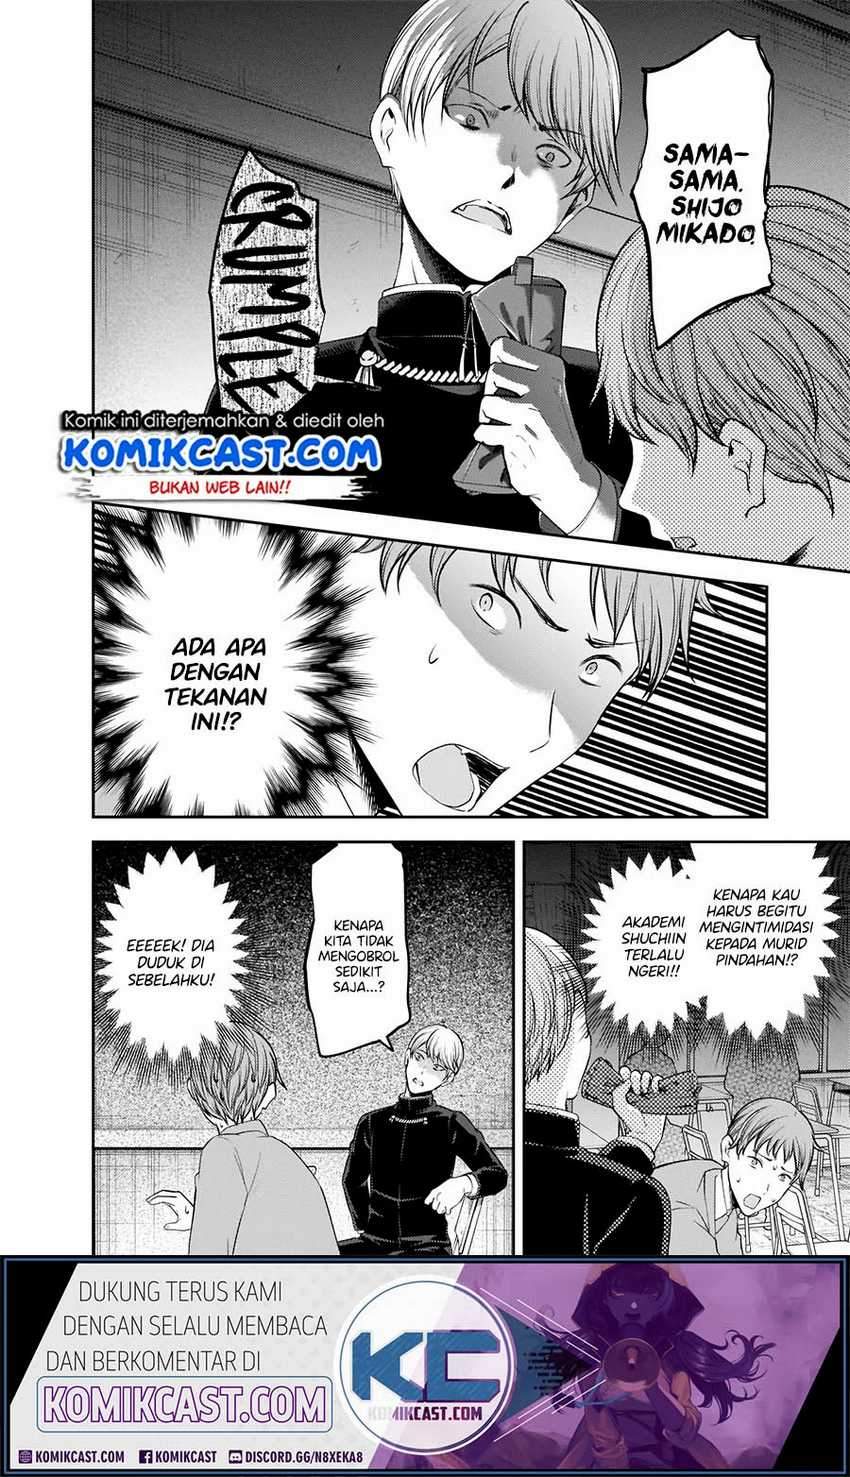 SAMA-
SAMA,
SHIJO
MIKADO.
CRUMPLE
Komik ini diterjemahkan & diedit oleh
KOMIKCAST.COM
BUKAN WEB LAIN!!
ADA APA
DENGAN
TEKANAN
INI!?
KENAPA KAU
HARUS BEGITU
MENGINTIMIDASI
KEPADA MURID
PINDAHAN!?
AKADEMI
SHUCHIIN
TERLALU
NGERI!!
KENAPA
KITA TIDAK
MENGOBROL
SEDIKIT
SAJA...?
EEEEEK! DIA
DUDUK DI
SEBELAHKU!
DUKUNG TERUS KAMI
DENGAN SELALU MEMBACA
DAN BERKOMENTAR DI
KOMIKCAST.COM
KC
KOMIKCAST.COM
KOMIKCAST.COM
KOMIKCAST
DISCORD.GG/N8XEKA8